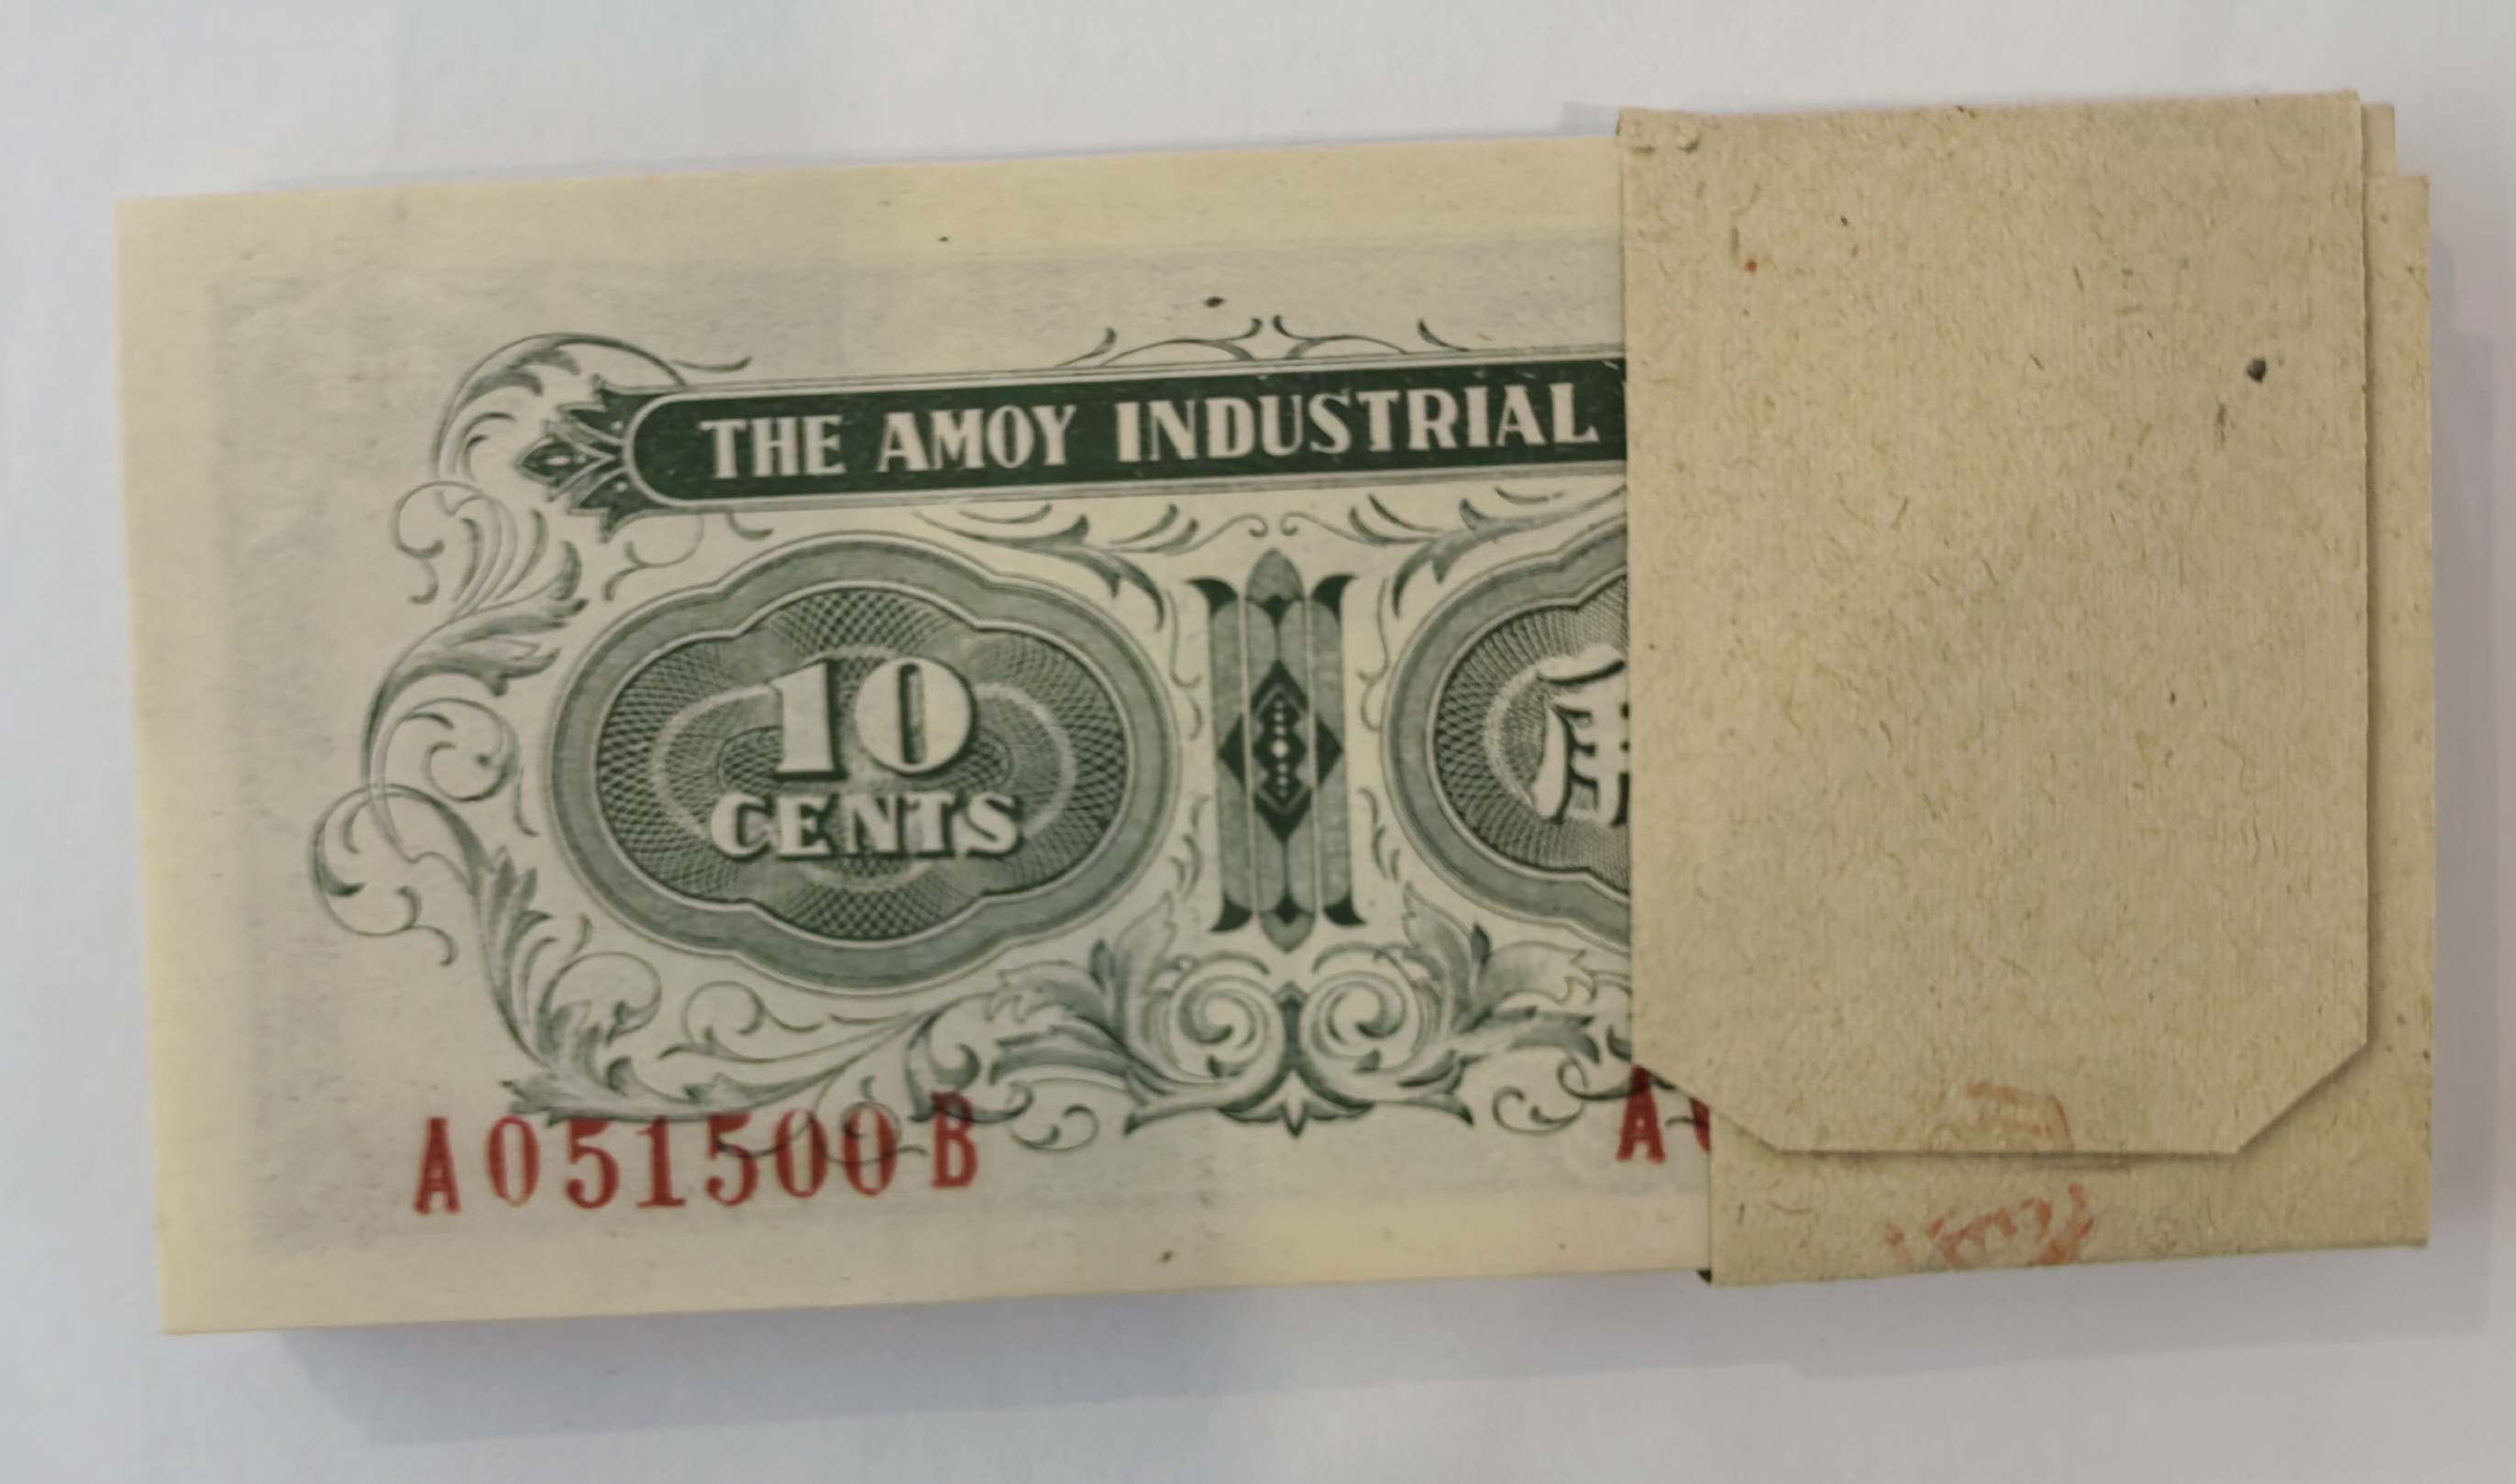 THE AMOY INDUSTRIAL
10
CENTS
A051500B
A